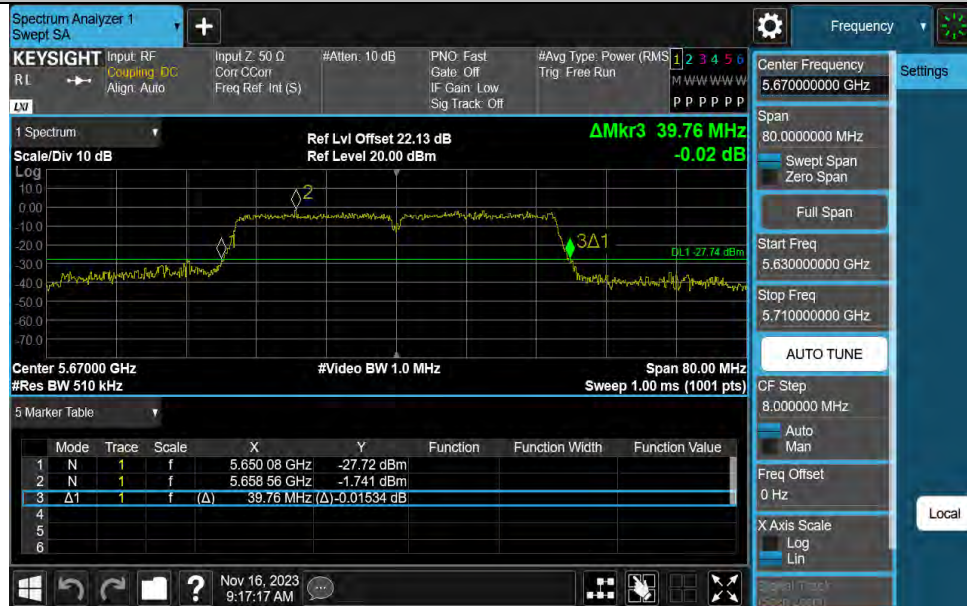 Spectrum Analyzer 1
Swept SA
+
Frequency
KEYSIGHT
RL
LXI
Input: RF
Coupling: DC
Align: Auto
Input Z: 50 Ω
Corr CCorr
Freq Ref: Int (S)
#Atten: 10 dB
PNO: Fast
Gate: Off
IF Gain: Low
Sig Track: Off
#Avg Type: Power (RMS
Trig: Free Run
1 2 3 4 5 6
M W W W W W
P P P P P P
1 Spectrum
Scale/Div 10 dB
Ref Lvl Offset 22.13 dB
Ref Level 20.00 dBm
ΔMkr3 39.76 MHz
-0.02 dB
Log
10.0
0.00
-10.0
-20.0
-30.0
-40.0
-50.0
-60.0
-70.0
1
2
3Δ1
DL1 -27.74 dBm
Center 5.67000 GHz
#Res BW 510 kHz
#Video BW 1.0 MHz
Span 80.00 MHz
Sweep 1.00 ms (1001 pts)
5 Marker Table
Mode Trace Scale X Y Function Function Width Function Value
1 N 1 f 5.650 08 GHz -27.72 dBm
2 N 1 f 5.658 56 GHz -1.741 dBm
3 Δ1 1 f (Δ) 39.76 MHz (Δ) -0.01534 dB
4
5
6
?
Nov 16, 2023
9:17:17 AM
Center Frequency
5.670000000 GHz
Span
80.0000000 MHz
Swept Span
Zero Span
Full Span
Start Freq
5.630000000 GHz
Stop Freq
5.710000000 GHz
AUTO TUNE
CF Step
8.000000 MHz
Auto
Man
Freq Offset
0 Hz
X Axis Scale
Log
Lin
Signal Track
(Span Zoom)
Settings
Local